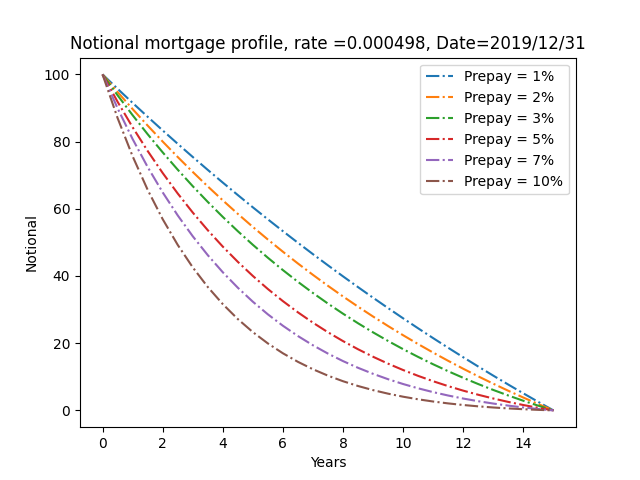 Notional mortgage profile, rate =0.000498, Date=2019/12/31
Prepay = 1%
Prepay = 2%
Prepay = 3%
Prepay = 5%
Prepay = 7%
Prepay = 10%
Notional
100
80
60
40
20
0
0 2 4 6 8 10 12 14
Years